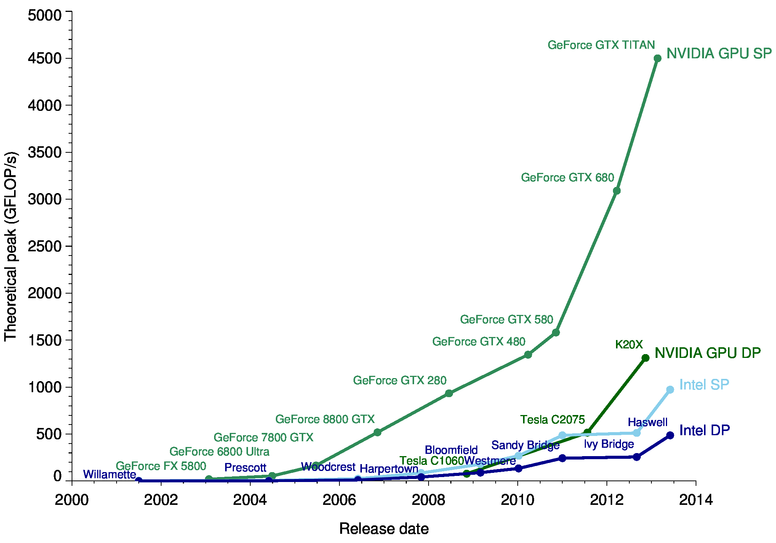 5000
4500
4000
3500
3000
2500
2000
1500
1000
500
0
Theoretical peak (GFLOP/s)
GeForce GTX TITAN
NVIDIA GPU SP
GeForce GTX 680
GeForce GTX 580
GeForce GTX 480
K20X
NVIDIA GPU DP
GeForce GTX 280
Intel SP
GeForce 8800 GTX
Tesla C2075
Haswell
Intel DP
GeForce 7800 GTX
GeForce 6800 Ultra
Bloomfield
Sandy Bridge
Ivy Bridge
GeForce FX 5800
Tesla C1060
Westmere
Willamette
Prescott
Woodcrest
Harpertown
2000
2002
2004
2006
2008
2010
2012
2014
Release date